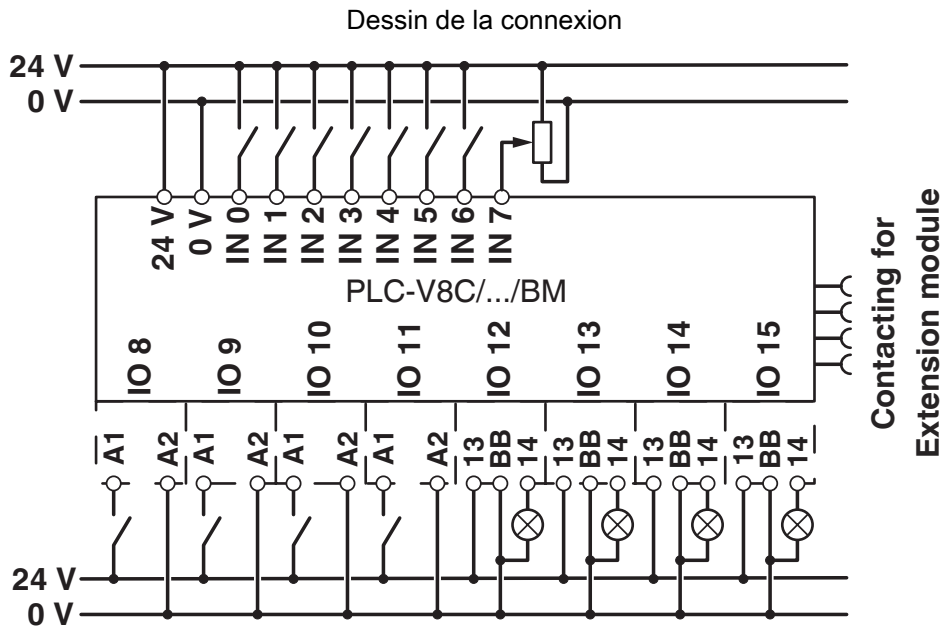 Dessin de la connexion
24 V
0 V
24 V
0 V
IN 0
IN 1
IN 2
IN 3
IN 4
IN 5
IN 6
IN 7
PLC-V8C/.../BM
IO 8
IO 9
IO 10
IO 11
IO 12
IO 13
IO 14
IO 15
Contacting for
Extension module
A1
A2
A1
A2
A1
A2
A1
A2
13
BB
14
13
BB
14
13
BB
14
13
BB
14
24 V
0 V